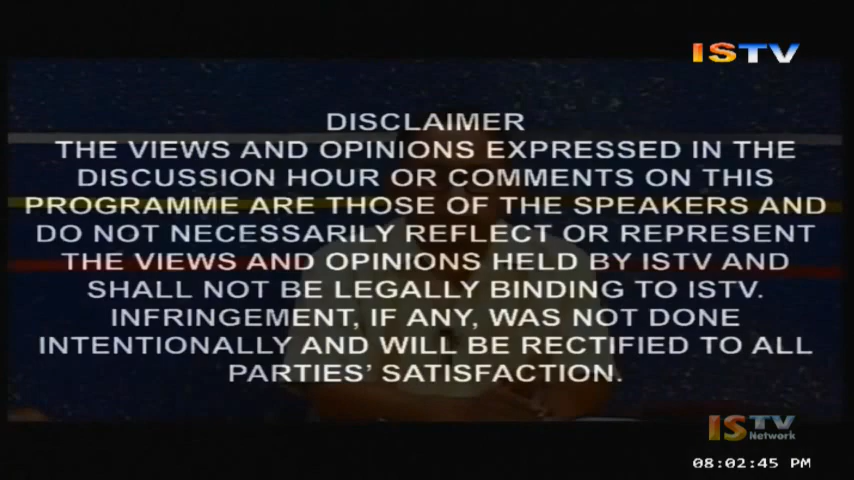 ISTV
DISCLAIMER
THE VIEWS AND OPINIONS EXPRESSED IN THE
DISCUSSION HOUR OR COMMENTS ON THIS
PROGRAMME ARE THOSE OF THE SPEAKERS AND
DO NOT NECESSARILY REFLECT OR REPRESENT
THE VIEWS AND OPINIONS HELD BY ISTV AND
SHALL NOT BE LEGALLY BINDING TO ISTV.
INFRINGEMENT, IF ANY, WAS NOT DONE
INTENTIONALLY AND WILL BE RECTIFIED TO ALL
PARTIES’ SATISFACTION.
ISTV
Network
08:02:45 PM